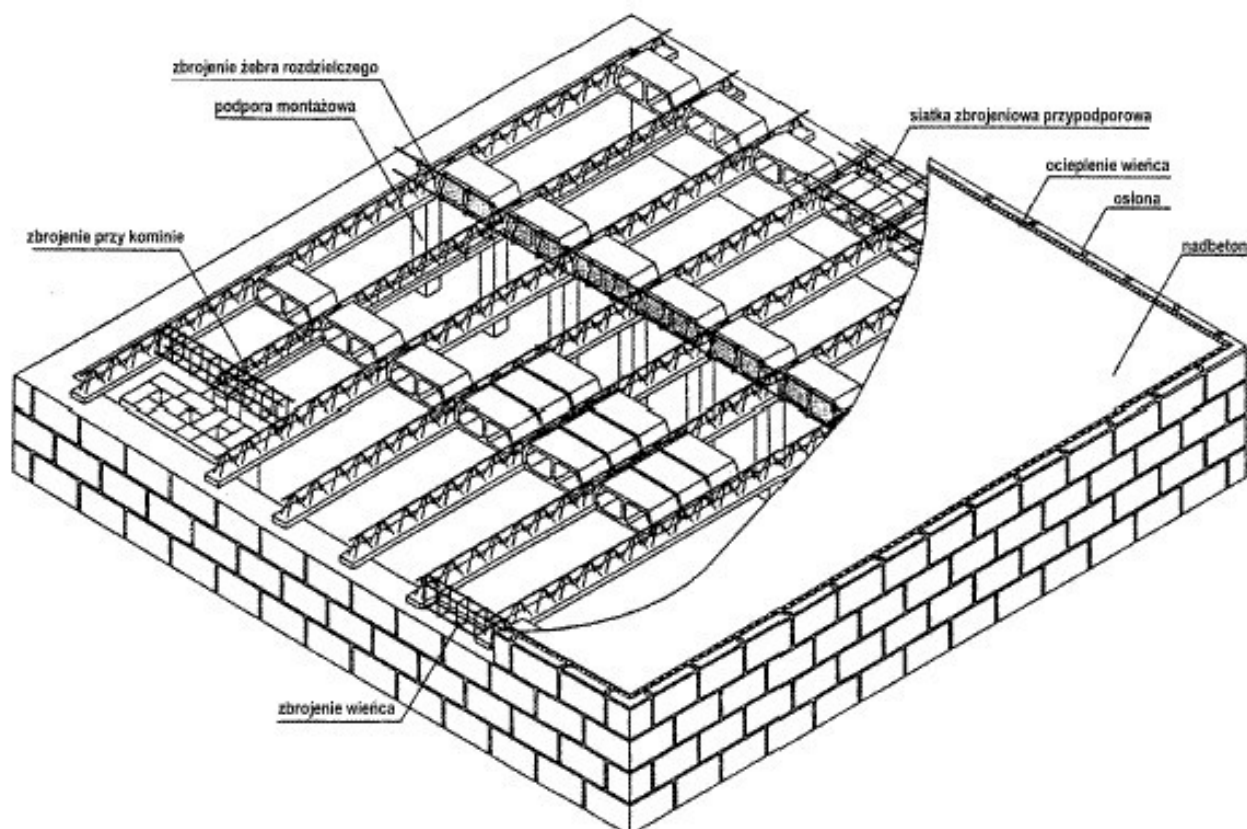 zbrojenie żebra rozdzielczego
podpora montażowa
siatka zbrojeniowa przypodporowa
ocieplenie wieńca
osłona
zbrojenie przy kominie
nadbeton
zbrojenie wieńca